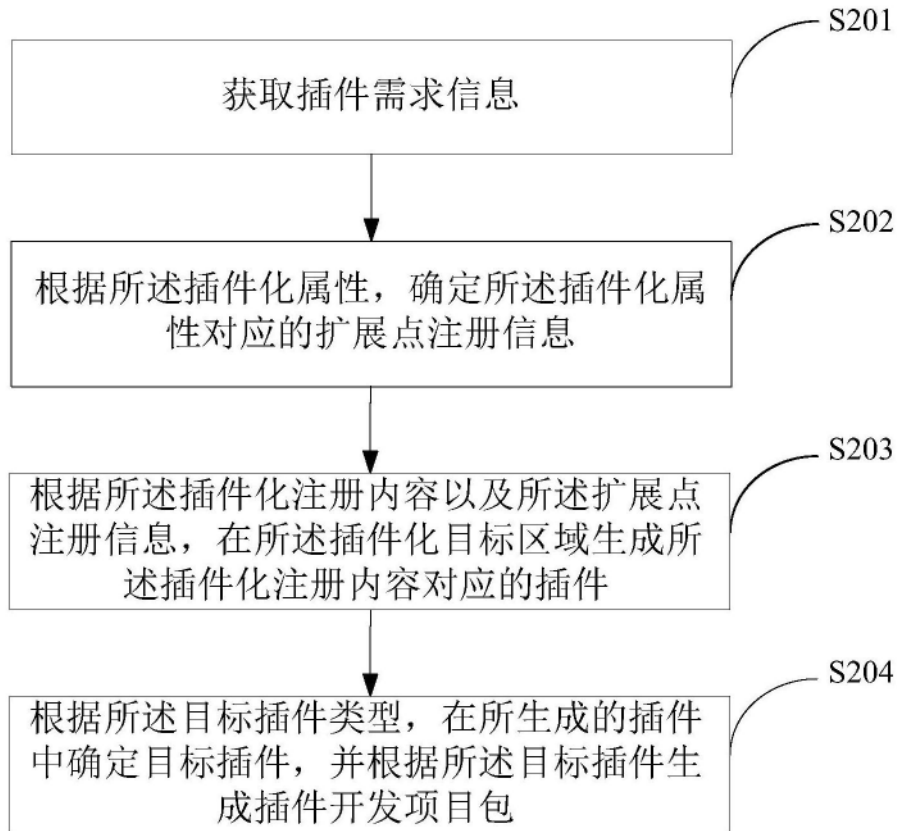 S201
获取插件需求信息
S202
根据所述插件化属性，确定所述插件化属
性对应的扩展点注册信息
S203
根据所述插件化注册内容以及所述扩展点
注册信息，在所述插件化目标区域生成所
述插件化注册内容对应的插件
S204
根据所述目标插件类型，在所生成的插件
中确定目标插件，并根据所述目标插件生
成插件开发项目包